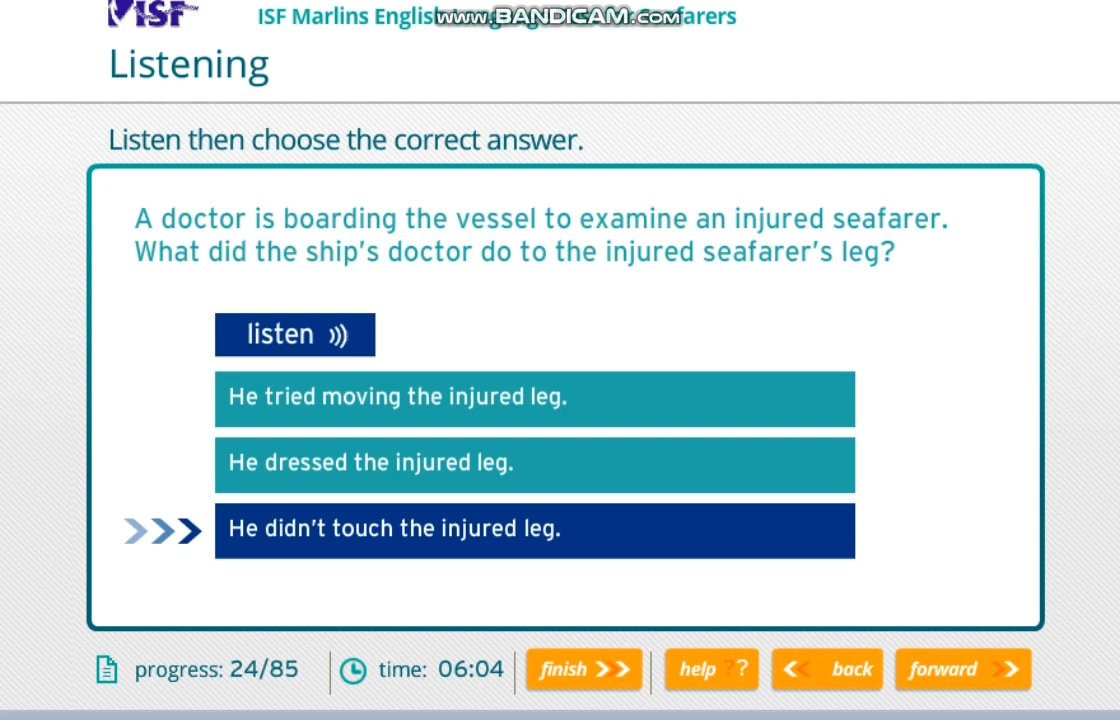 ISF
ISF Marlins English farers
www.BANDICAM.com
Listening
Listen then choose the correct answer.
A doctor is boarding the vessel to examine an injured seafarer.
What did the ship's doctor do to the injured seafarer's leg?
listen
He tried moving the injured leg.
He dressed the injured leg.
He didn't touch the injured leg.
progress: 24/85 time: 06:04 finish help ?? back forward